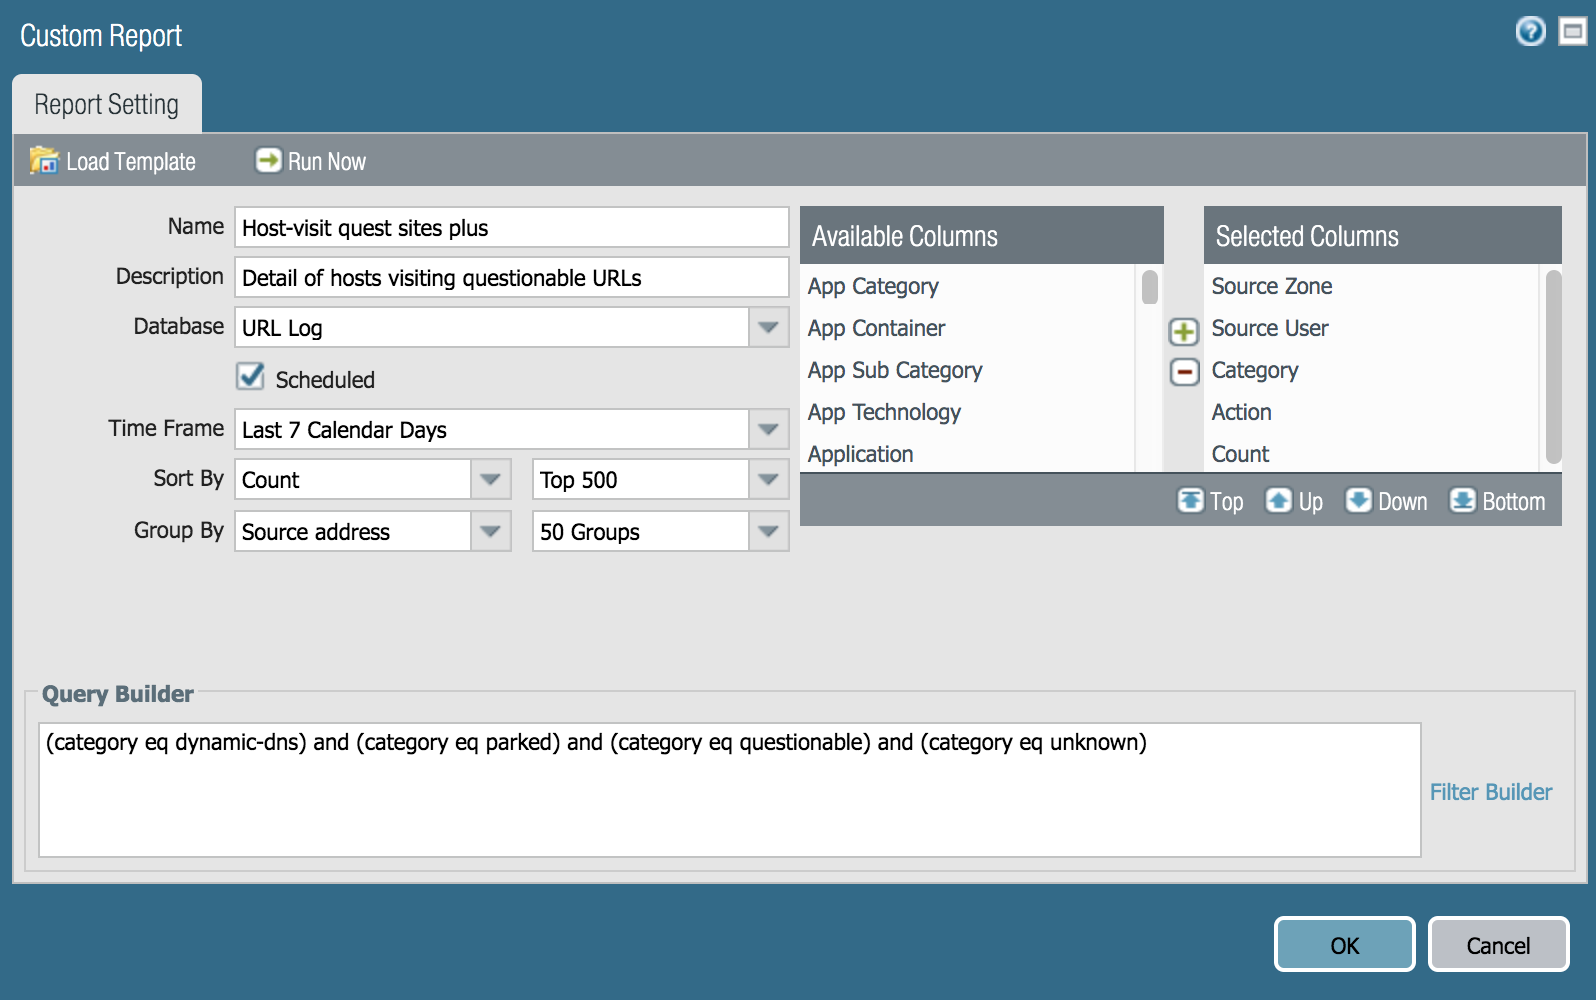 Custom Report
Report Setting
Load Template Run Now
Name Host-visit quest sites plus
Description Detail of hosts visiting questionable URLs
Database URL Log
Scheduled
Time Frame Last 7 Calendar Days
Sort By Count Top 500
Group By Source address 50 Groups
Available Columns
App Category
App Container
App Sub Category
App Technology
Application
Selected Columns
Source Zone
Source User
Category
Action
Count
Top Up Down Bottom
Query Builder
(category eq dynamic-dns) and (category eq parked) and (category eq questionable) and (category eq unknown)
Filter Builder
OK Cancel